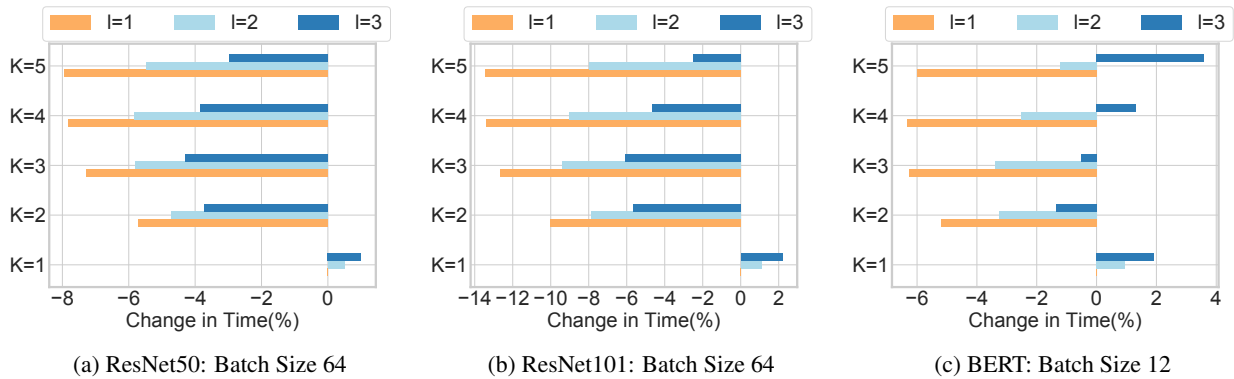 l=1 l=2 l=3
K=5
K=4
K=3
K=2
K=1
−8 −6 −4 −2 0
Change in Time(%)
(a) ResNet50: Batch Size 64
l=1 l=2 l=3
K=5
K=4
K=3
K=2
K=1
−14 −12 −10 −8 −6 −4 −2 0 2
Change in Time(%)
(b) ResNet101: Batch Size 64
l=1 l=2 l=3
K=5
K=4
K=3
K=2
K=1
−6 −4 −2 0 2 4
Change in Time(%)
(c) BERT: Batch Size 12